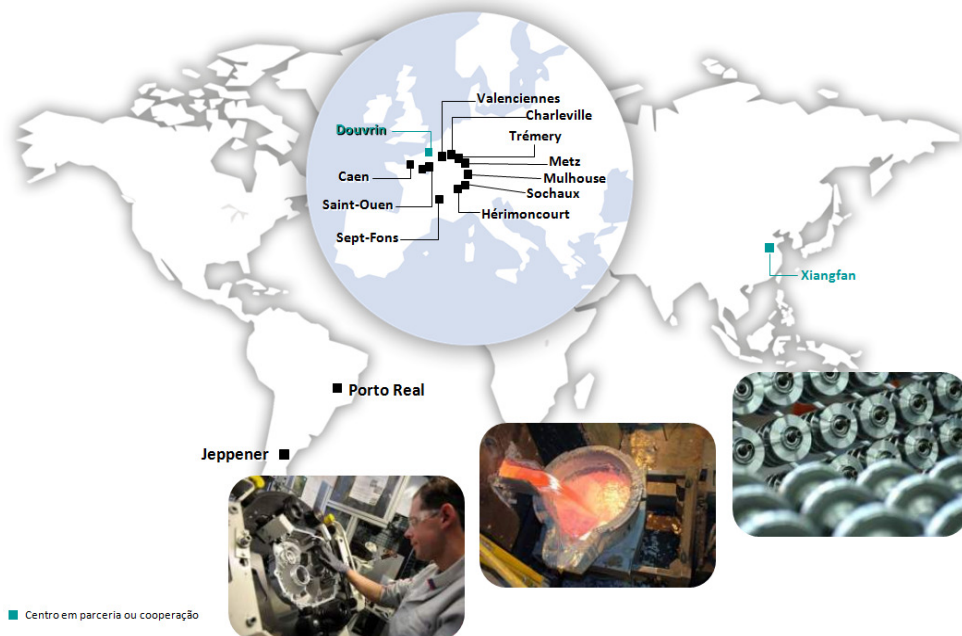 Valenciennes
Charleville
Douvrin
Trémery
Metz
Caen
Mulhouse
Sochaux
Saint-Ouen
Hérimoncourt
Sept-Fons
Xiangfan
Porto Real
Jeppener
Centro em parceria ou cooperação